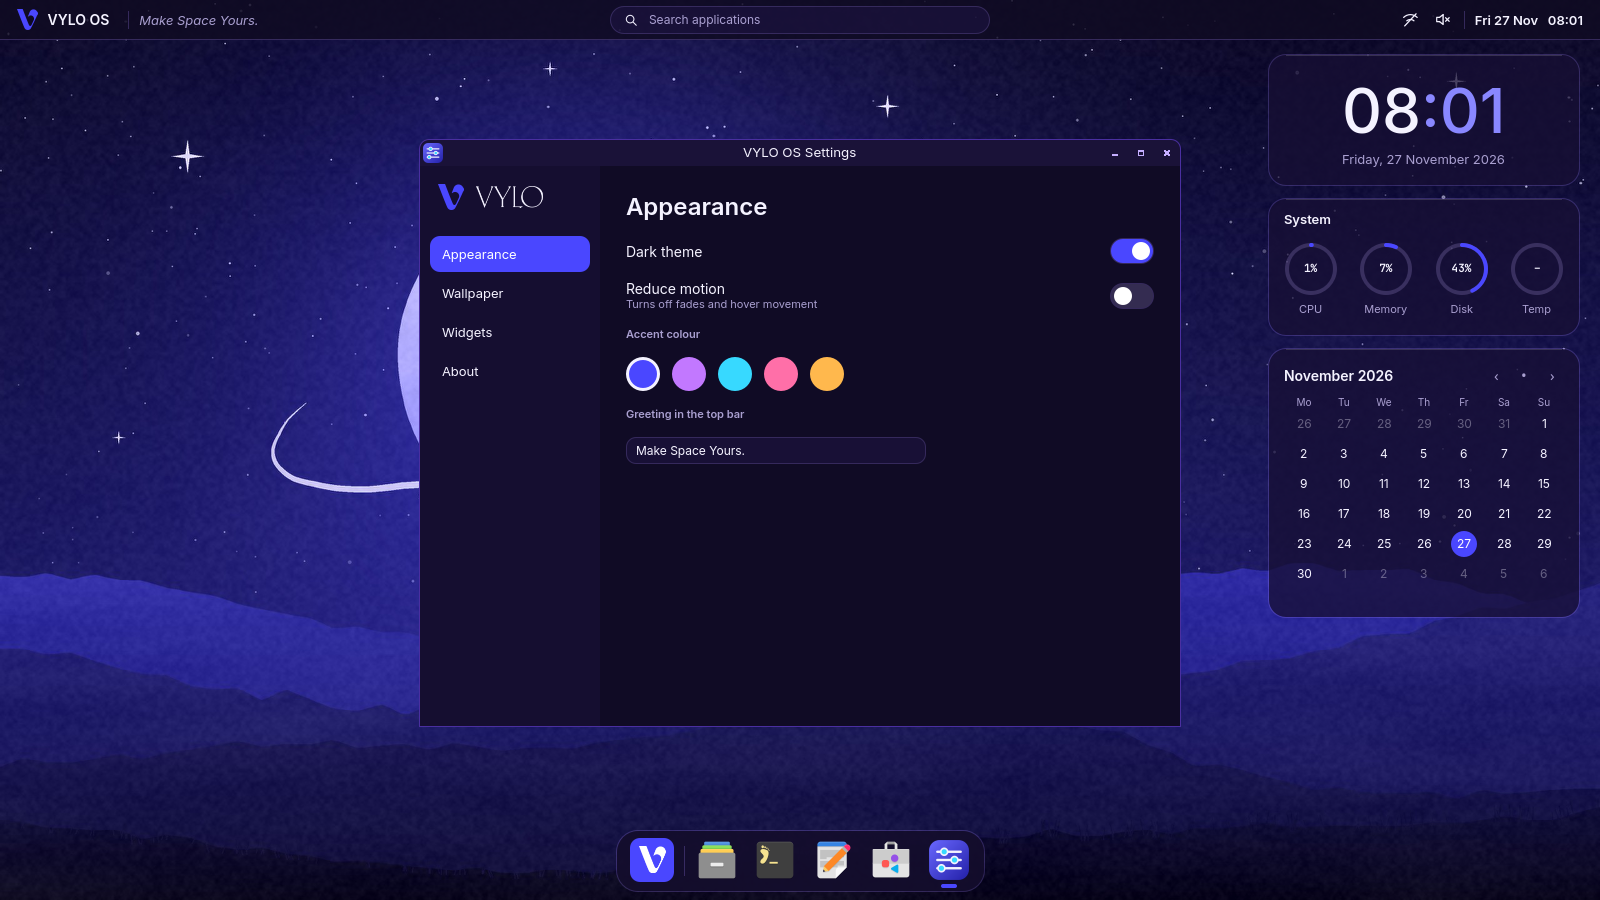 VYLO OS
Make Space Yours.
Search applications
Fri 27 Nov 08:01
08:01
Friday, 27 November 2026
System
1% 7% 43% –
CPU Memory Disk Temp
November 2026 ‹ • ›
Mo Tu We Th Fr Sa Su
26 27 28 29 30 31 1
2 3 4 5 6 7 8
9 10 11 12 13 14 15
16 17 18 19 20 21 22
23 24 25 26 27 28 29
30 1 2 3 4 5 6
VYLO OS Settings
VYLO
Appearance
Wallpaper
Widgets
About
Appearance
Dark theme
Reduce motion
Turns off fades and hover movement
Accent colour
Greeting in the top bar
Make Space Yours.